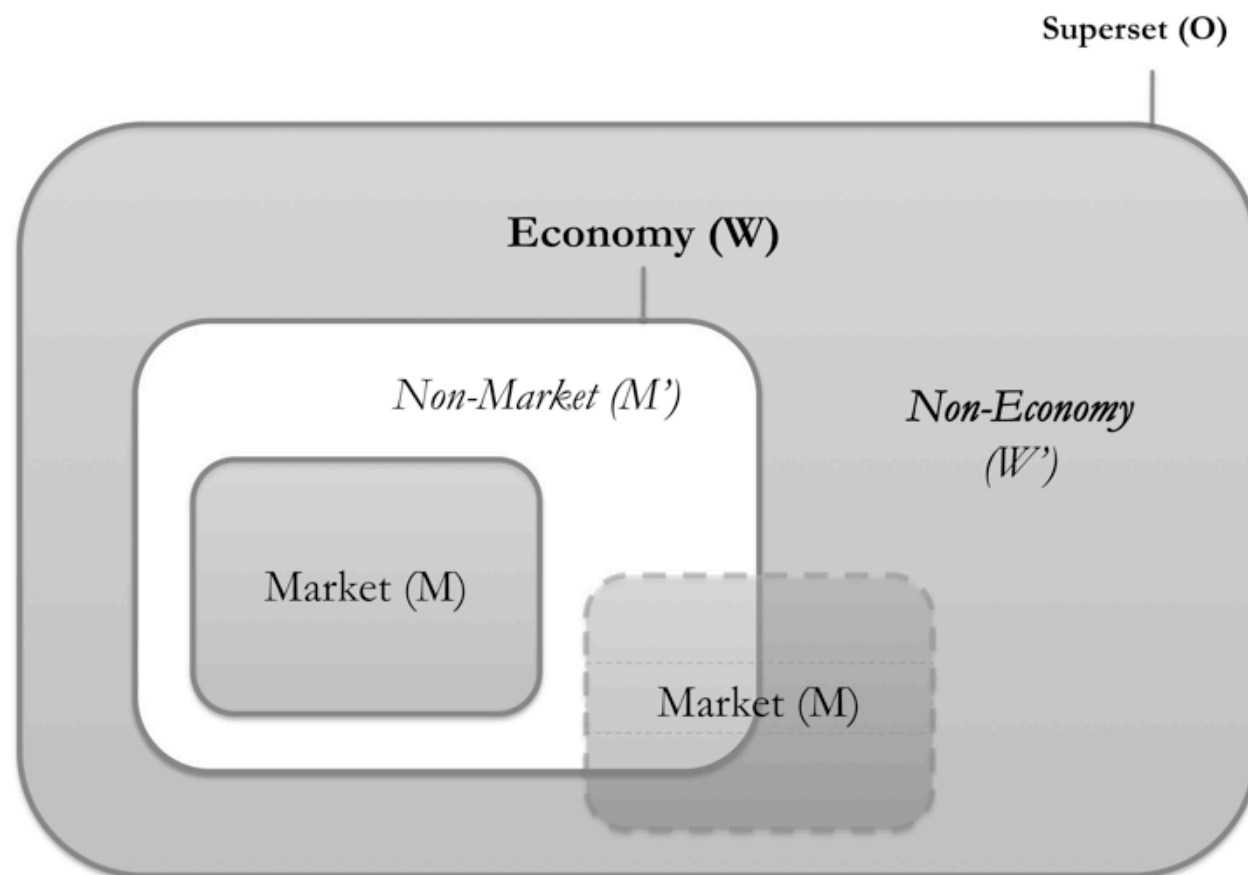 Superset (O)
Economy (W)
Non-Market (M’)
Non-Economy
(W’)
Market (M)
Market (M)